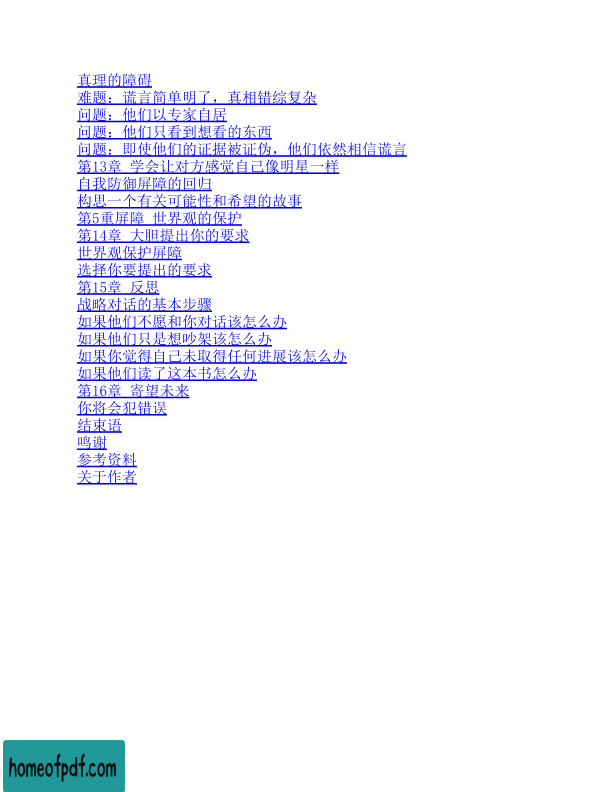 真理的障碍
难题：谎言简单明了，真相错综复杂
问题：他们以专家自居
问题：他们只看到想看的东西
问题：即使他们的证据被证伪，他们依然相信谎言
第13章 学会让对方感觉自己像明星一样
自我防御屏障的回归
构思一个有关可能性和希望的故事
第5重屏障 世界观的保护
第14章 大胆提出你的要求
世界观保护屏障
选择你要提出的要求
第15章 反思
战略对话的基本步骤
如果他们不愿和你对话该怎么办
如果他们只是想吵架该怎么办
如果你觉得自己未取得任何进展该怎么办
如果他们读了这本书怎么办
第16章 寄望未来
你将会犯错误
结束语
鸣谢
参考资料
关于作者
homeofpdf.com